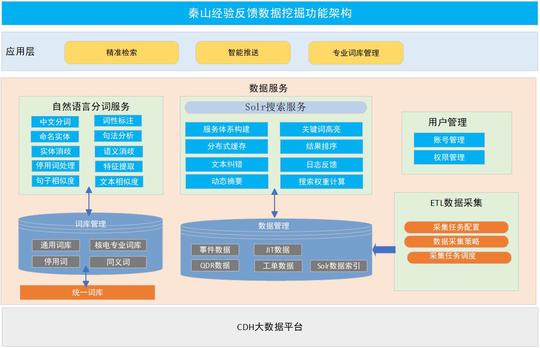 秦山经验反馈数据挖掘功能架构
应用层
精准检索
智能推送
专业词库管理
数据服务
自然语言分词服务
中文分词
词性标注
命名实体
句法分析
实体消歧
语义消歧
停用词处理
特征提取
句子相似度
文本相似度
Solr搜索服务
服务体系构建
关键词高亮
分布式缓存
结果排序
文本纠错
日志反馈
动态摘要
搜索权重计算
用户管理
账号管理
权限管理
词库管理
通用词库
核电专业词库
停用词
同义词
统一词库
数据管理
事件数据
JIT数据
QDR数据
工单数据
Solr数据索引
ETL数据采集
采集任务配置
数据采集策略
采集任务调度
CDH大数据平台